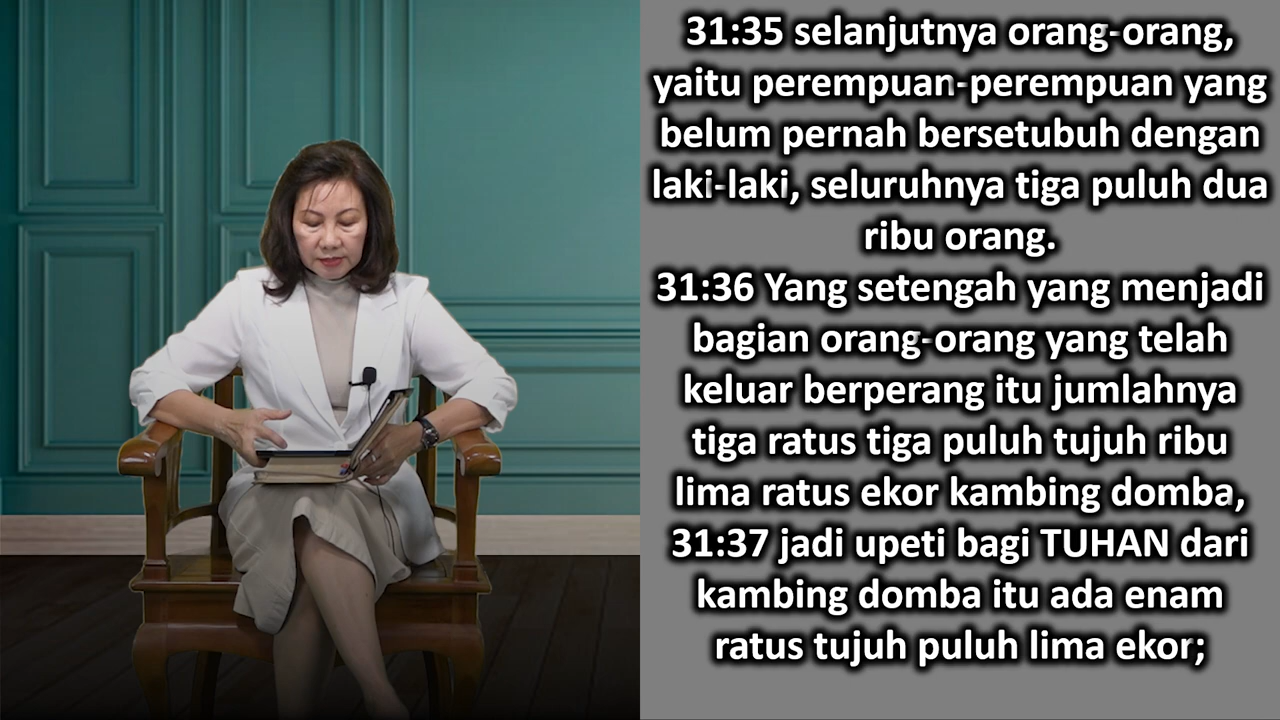 31:35 selanjutnya orang-orang,
yaitu perempuan-perempuan yang
belum pernah bersetubuh dengan
laki-laki, seluruhnya tiga puluh dua
ribu orang.
31:36 Yang setengah yang menjadi
bagian orang-orang yang telah
keluar berperang itu jumlahnya
tiga ratus tiga puluh tujuh ribu
lima ratus ekor kambing domba,
31:37 jadi upeti bagi TUHAN dari
kambing domba itu ada enam
ratus tujuh puluh lima ekor;